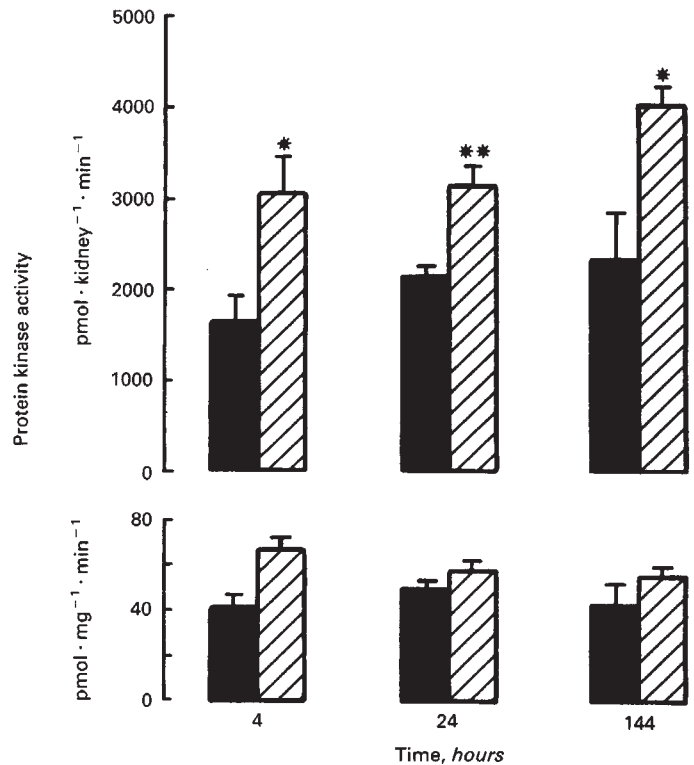 Protein kinase activity
pmol · kidney⁻¹ · min⁻¹
5000
4000
3000
2000
1000
0
*
**
*
pmol · mg⁻¹ · min⁻¹
80
40
0
4 24 144
Time, hours